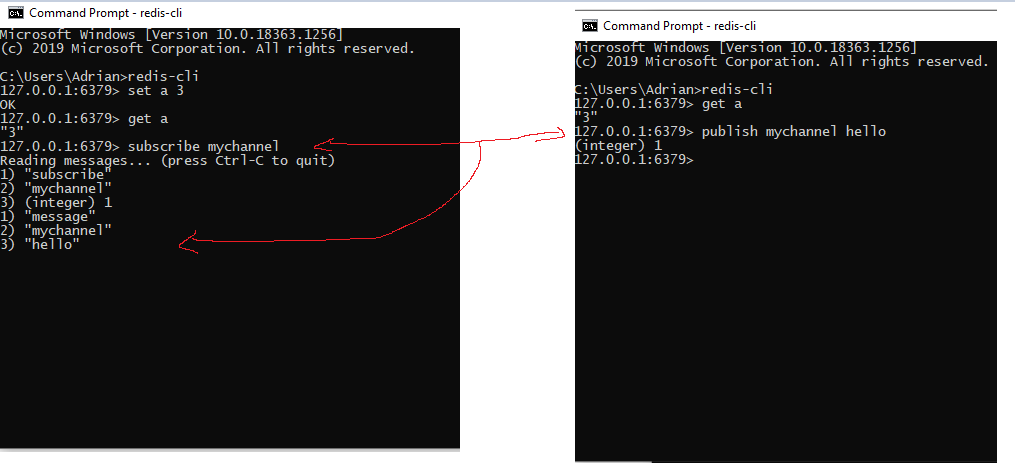 Command Prompt - redis-cli
Microsoft Windows [Version 10.0.18363.1256]
(c) 2019 Microsoft Corporation. All rights reserved.
C:\Users\Adrian>redis-cli
127.0.0.1:6379> set a 3
OK
127.0.0.1:6379> get a
"3"
127.0.0.1:6379> subscribe mychannel
Reading messages... (press Ctrl-C to quit)
1) "subscribe"
2) "mychannel"
3) (integer) 1
1) "message"
2) "mychannel"
3) "hello"
Command Prompt - redis-cli
Microsoft Windows [Version 10.0.18363.1256]
(c) 2019 Microsoft Corporation. All rights reserved.
C:\Users\Adrian>redis-cli
127.0.0.1:6379> get a
"3"
127.0.0.1:6379> publish mychannel hello
(integer) 1
127.0.0.1:6379>